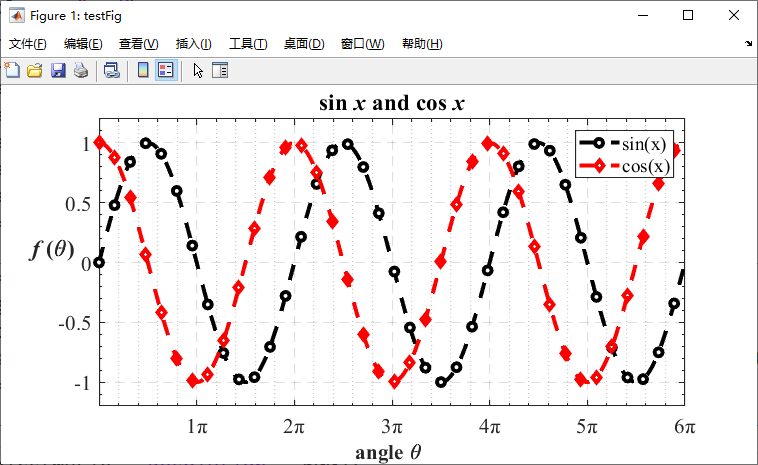 Figure 1: testFig
文件(F) 编辑(E) 查看(V) 插入(I) 工具(T) 桌面(D) 窗口(W) 帮助(H)
sin x and cos x
sin(x)
cos(x)
1
0.5
0
-0.5
-1
f (θ)
1π 2π 3π 4π 5π 6π
angle θ